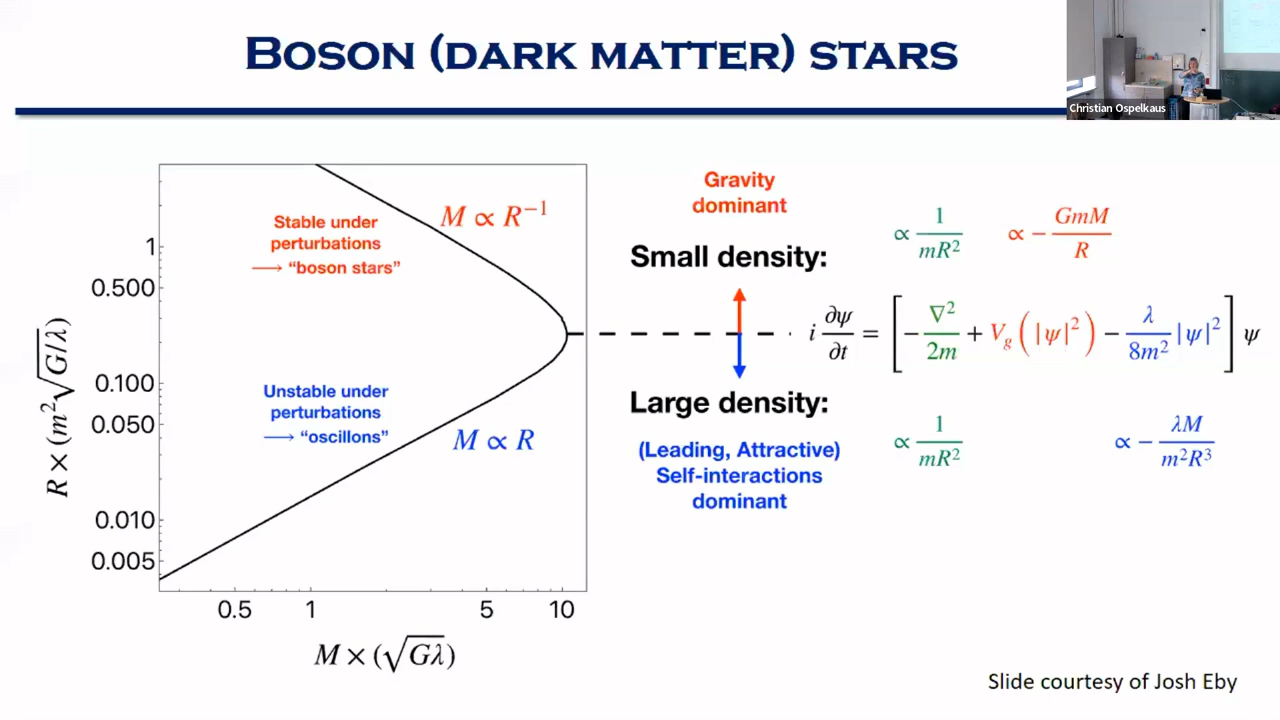 BOSON (DARK MATTER) STARS
Christian Ospelkaus
Stable under
perturbations
⟶ “boson stars”
M ∝ R⁻¹
Unstable under
perturbations
⟶ “oscillons”
M ∝ R
1
0.500
0.100
0.050
0.010
0.005
R × (m²√G/λ)
0.5 1 5 10
M × (√Gλ)
Gravity
dominant
Small density:
∝ 1/mR² ∝ − GmM/R
i ∂ψ/∂t = [ − ∇²/2m + V_g(|ψ|²) − λ/8m² |ψ|² ] ψ
Large density:
(Leading, Attractive)
Self-interactions
dominant
∝ 1/mR² ∝ − λM/m²R³
Slide courtesy of Josh Eby